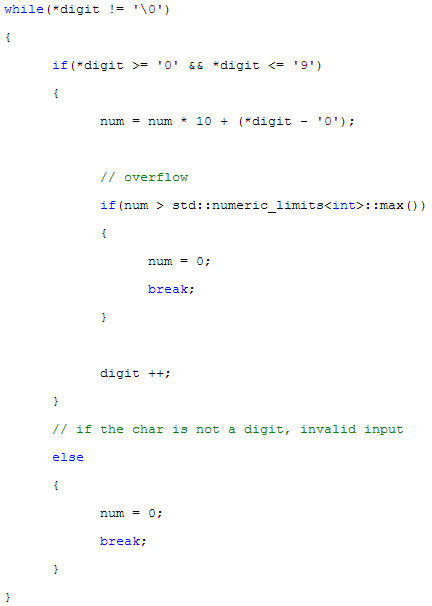 while(*digit != '\0')
{
if(*digit >= '0' && *digit <= '9')
{
num = num * 10 + (*digit - '0');
// overflow
if(num > std::numeric_limits<int>::max())
{
num = 0;
break;
}
digit ++;
}
// if the char is not a digit, invalid input
else
{
num = 0;
break;
}
}